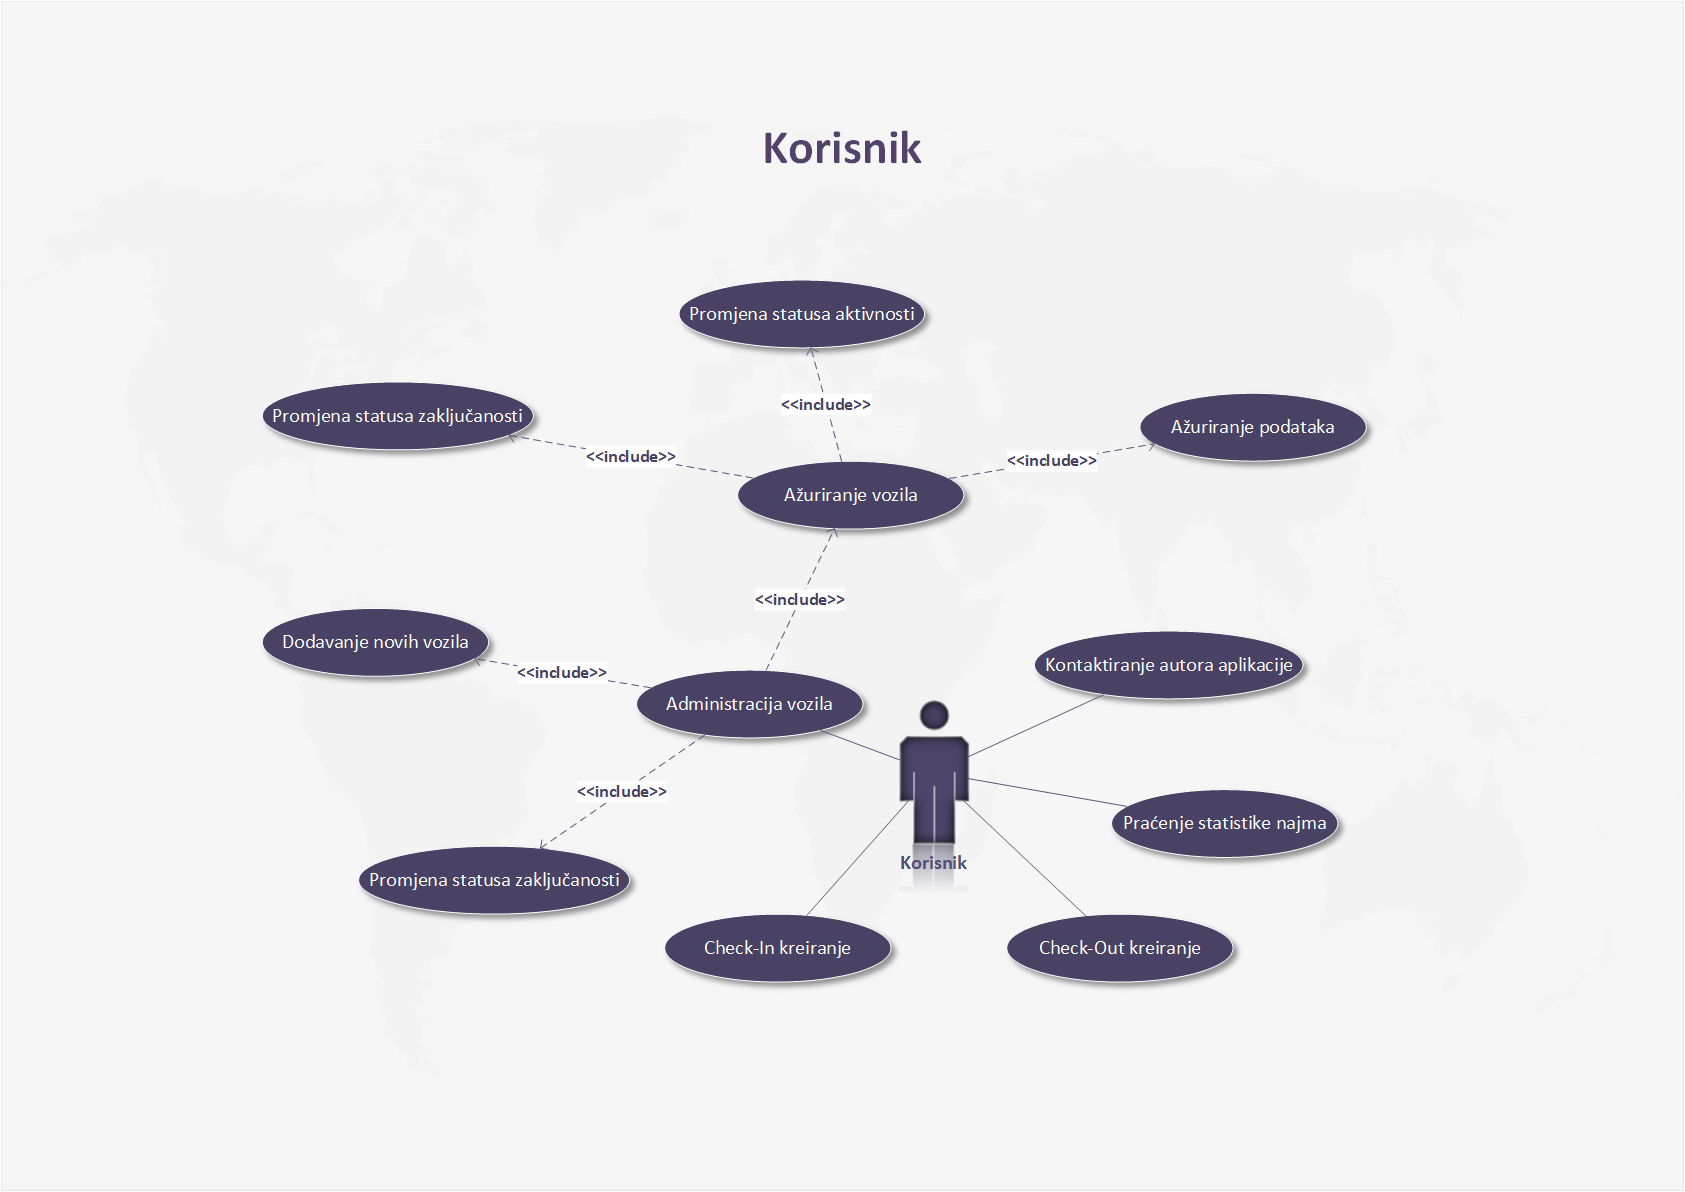 Korisnik
Promjena statusa aktivnosti
<<include>>
Promjena statusa zaključanosti
<<include>>
Ažuriranje podataka
<<include>>
Ažuriranje vozila
<<include>>
Dodavanje novih vozila
<<include>>
Administracija vozila
Kontaktiranje autora aplikacije
<<include>>
Praćenje statistike najma
Korisnik
Promjena statusa zaključanosti
Check-In kreiranje
Check-Out kreiranje